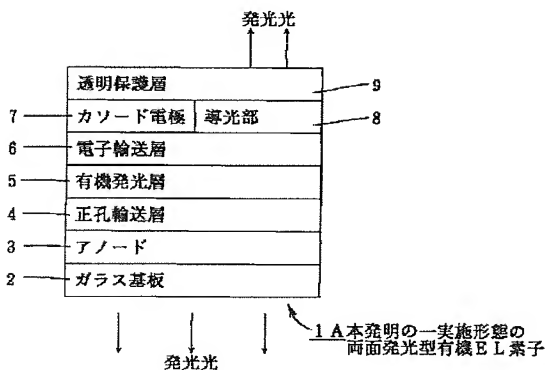 発光光
透明保護層 9
7 カソード電極 導光部 8
6 電子輸送層
5 有機発光層
4 正孔輸送層
3 アノード
2 ガラス基板
発光光
1A本発明の一実施形態の
両面発光型有機EL素子